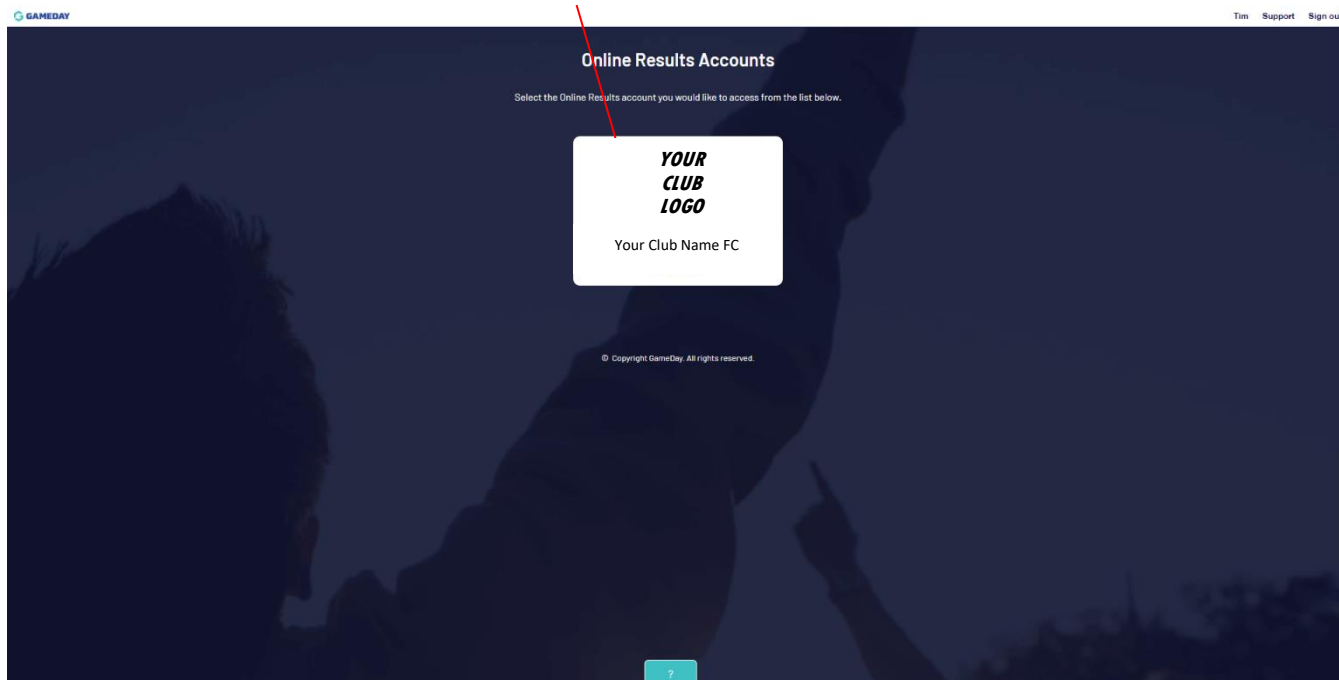 GAMEDAY
Tim Support Sign ou
Online Results Accounts
Select the Online Results account you would like to access from the list below.
YOUR
CLUB
LOGO
Your Club Name FC
© Copyright GameDay. All rights reserved.
?